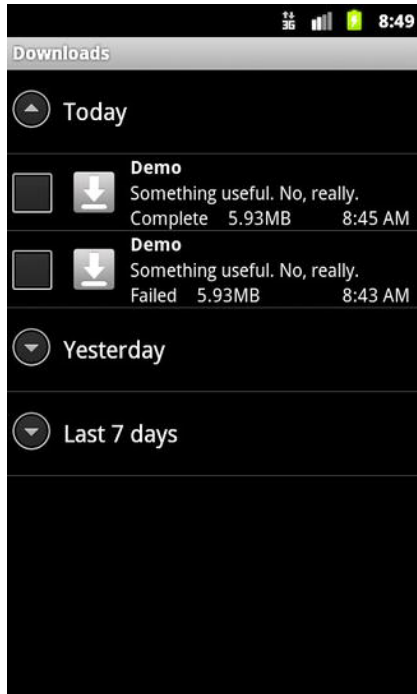 3G 8:49
Downloads
Today
Demo
Something useful. No, really.
Complete 5.93MB 8:45 AM
Demo
Something useful. No, really.
Failed 5.93MB 8:43 AM
Yesterday
Last 7 days